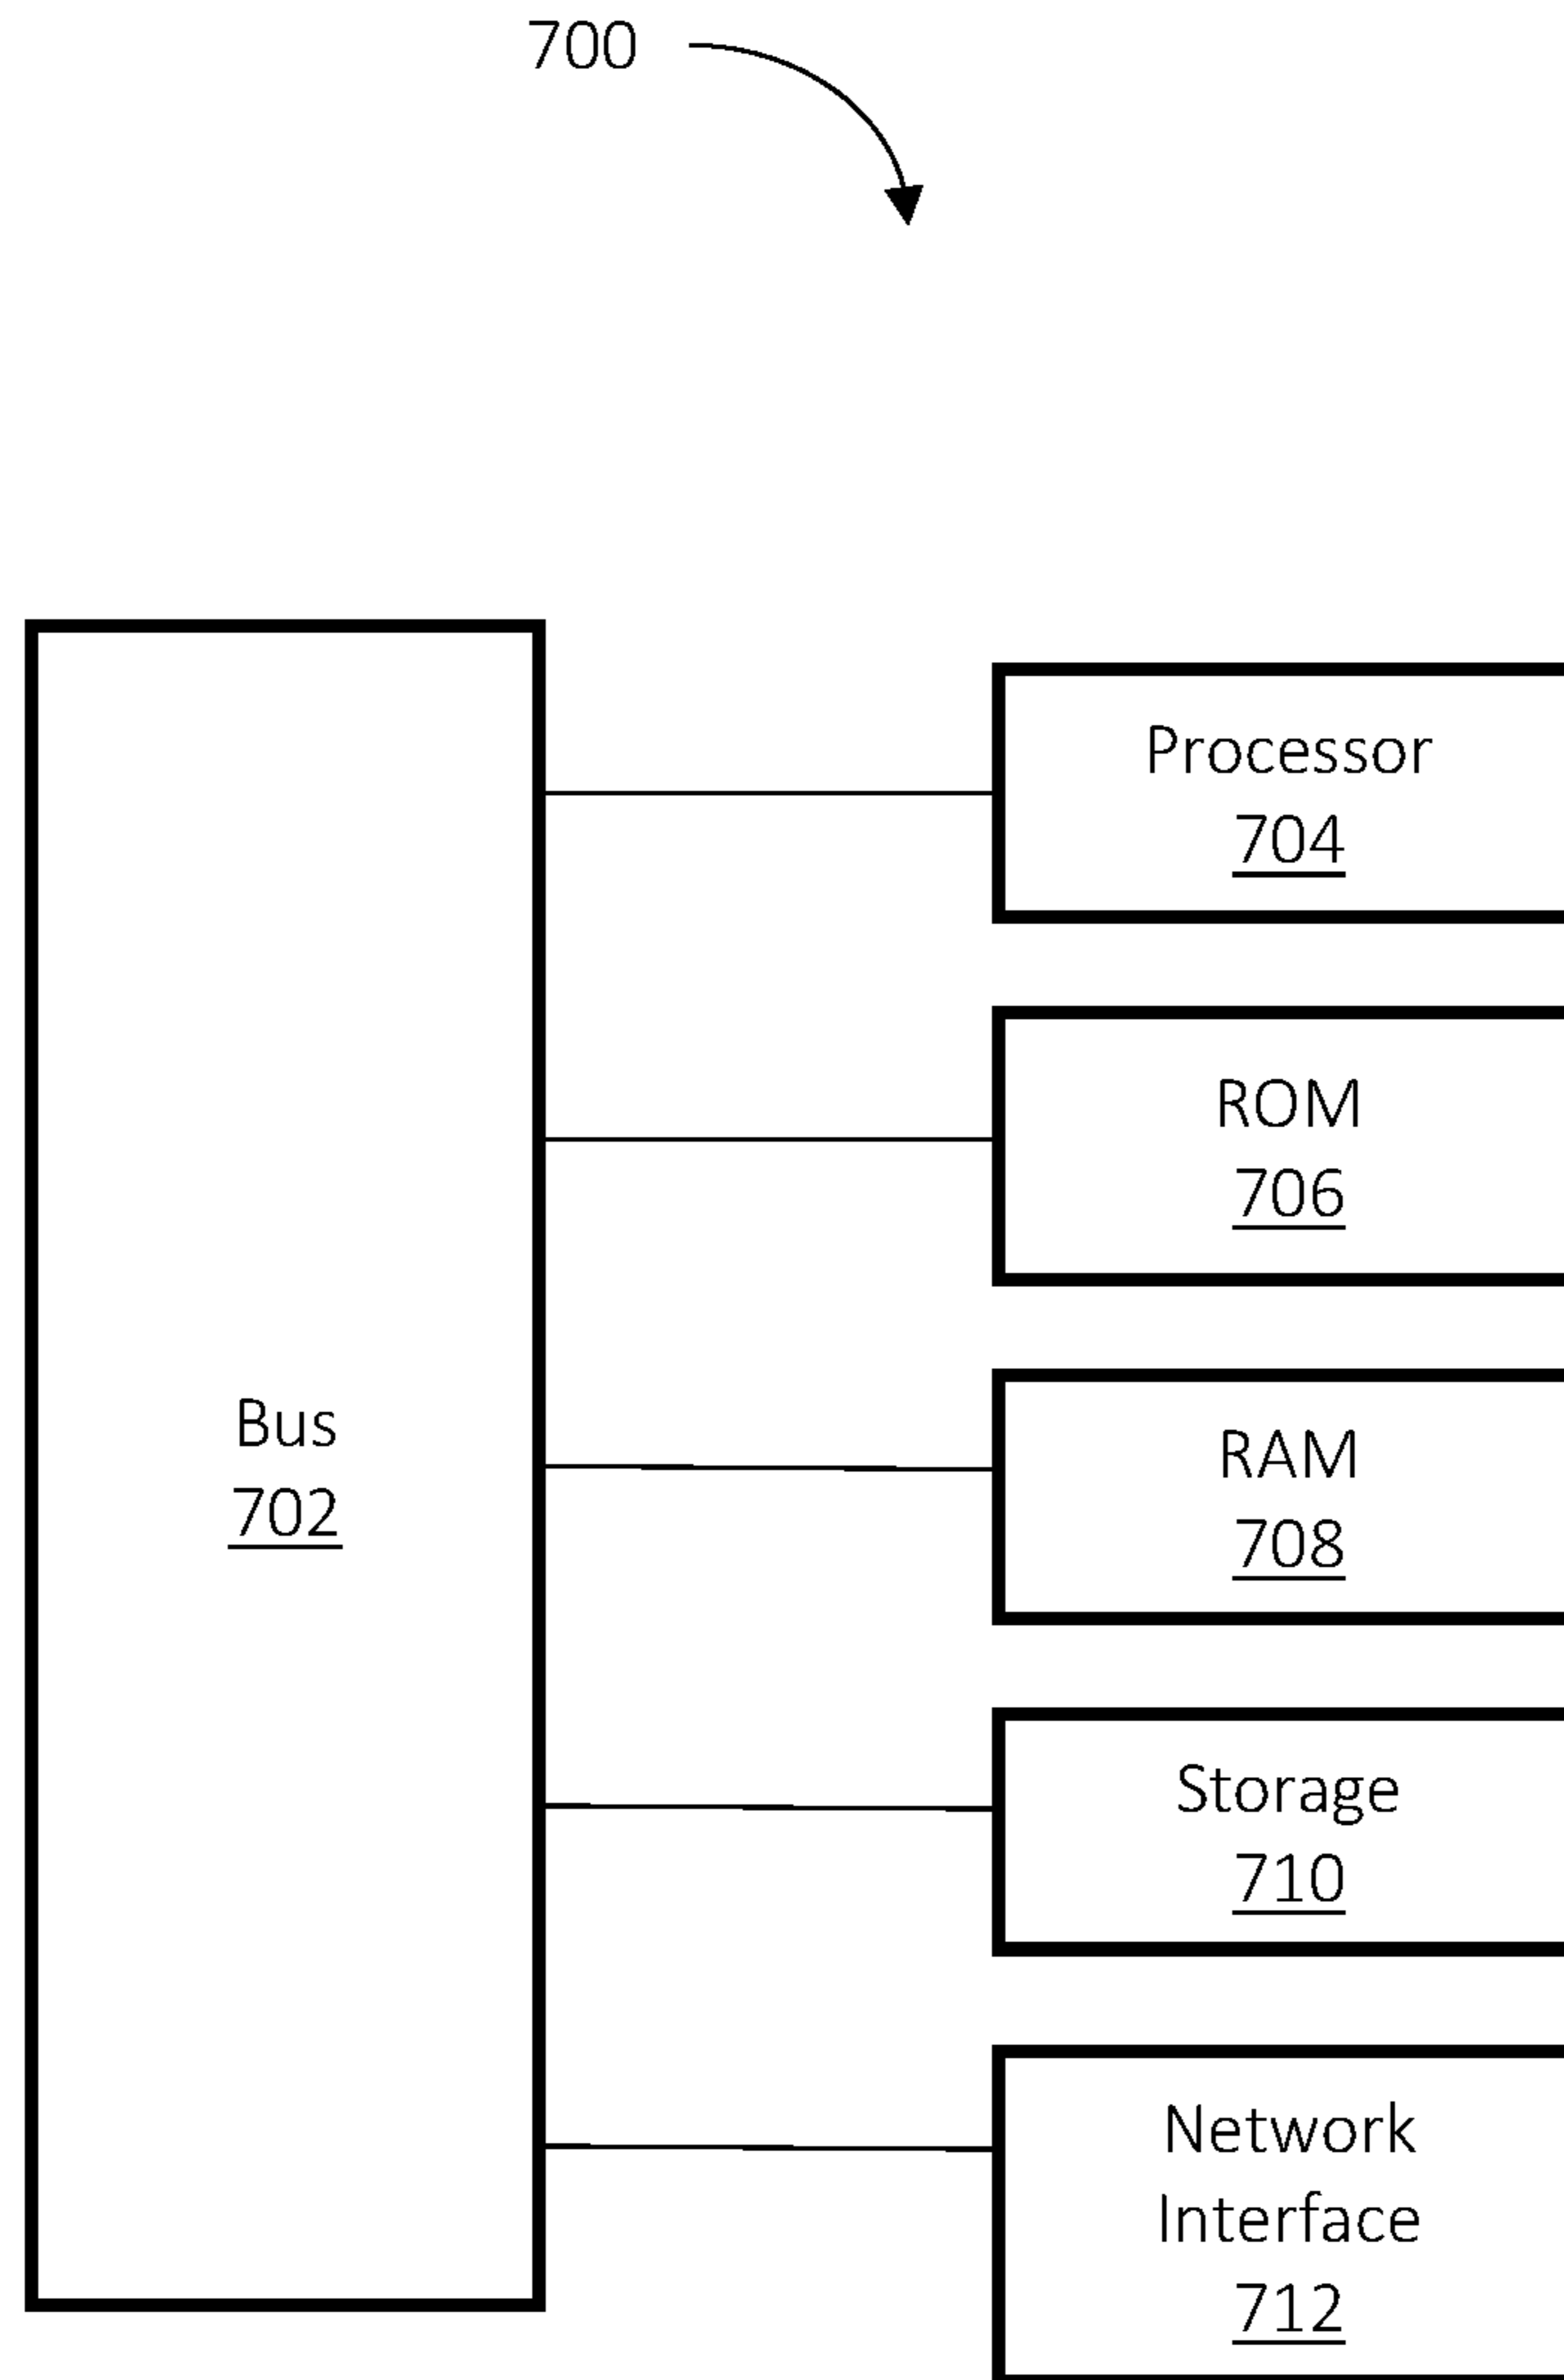 700
Processor
704
ROM
706
Bus
702
RAM
708
Storage
710
Network
Interface
712